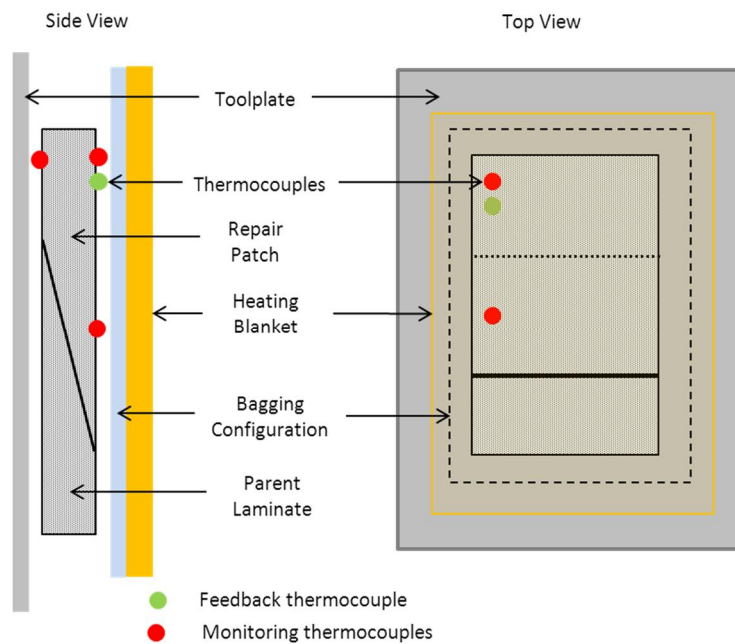 Side View
Top View
Toolplate
Thermocouples
Repair
Patch
Heating
Blanket
Bagging
Configuration
Parent
Laminate
Feedback thermocouple
Monitoring thermocouples